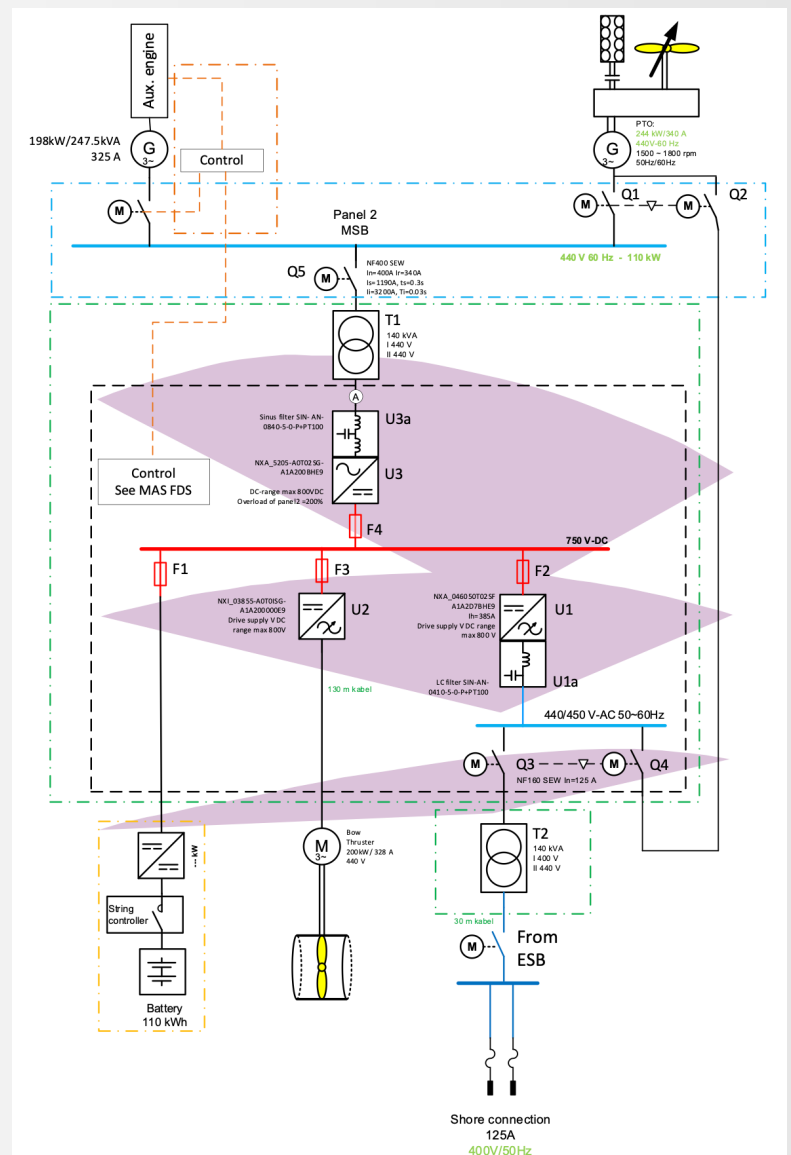 Aux. engine
198kW/247.5kVA
325 A
G
3~
Control
PTO:
244 kW/340 A
440V-60 Hz
1500 ~ 1800 rpm
50Hz/60Hz
G
3~
M
Q1
M
Q2
Panel 2
MSB
440 V 60 Hz - 110 kW
Q5
M
NF400 SEW
In=400A Ir=340A
Is=1190A, ts=0.3s
Ii=3200A, Ti=0.03s
T1
140 kVA
I 440 V
II 440 V
A
Sinus filter SIN- AN-
0840-5-0-P+PT100
U3a
Control
See MAS FDS
NXA_5205-A0T02SG-
A1A200BHE9
U3
DC-range max 800VDC
Overload of panel2 =200%
F4
750 V-DC
F1
F3
F2
NXI_03855-A0T0ISG-
A1A200000E9
Drive supply V DC
range max 800V
U2
NXA_046050T02SF
A1A2D7BHE9
Ih=385A
Drive supply V DC range
max 800 V
U1
130 m kabel
LC filter SIN-AN-
0410-5-0-P+PT100
U1a
440/450 V-AC 50~60Hz
M
Q3
M
Q4
NF160 SEW In=125 A
--- kW
M
3~
Bow
Thruster
200kW/ 328 A
440 V
T2
140 kVA
I 400 V
II 440 V
String
controller
30 m kabel
M
From
ESB
Battery
110 kWh
Shore connection
125A
400V/50Hz